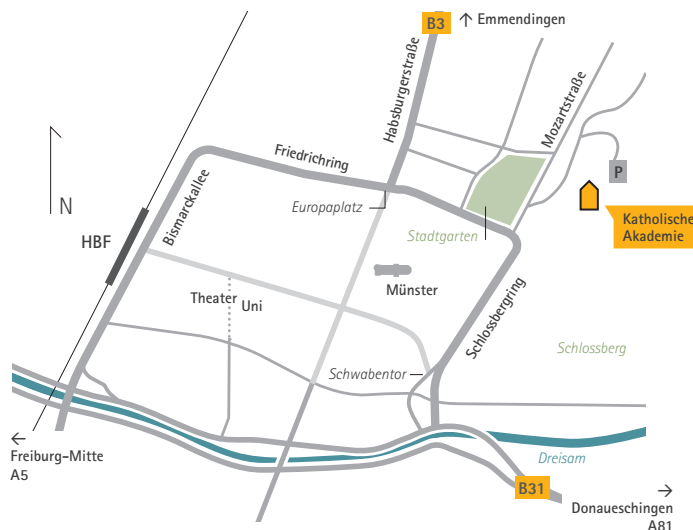 B3
↑ Emmendingen
Habsburgerstraße
Mozartstraße
Friedrichring
P
N
Bismarckallee
Europaplatz
Katholische
Akademie
Stadtgarten
HBF
Münster
Theater
Uni
Schlossbergring
Schlossberg
Schwabentor
←
Freiburg-Mitte
A5
Dreisam
B31
→
Donaueschingen
A81